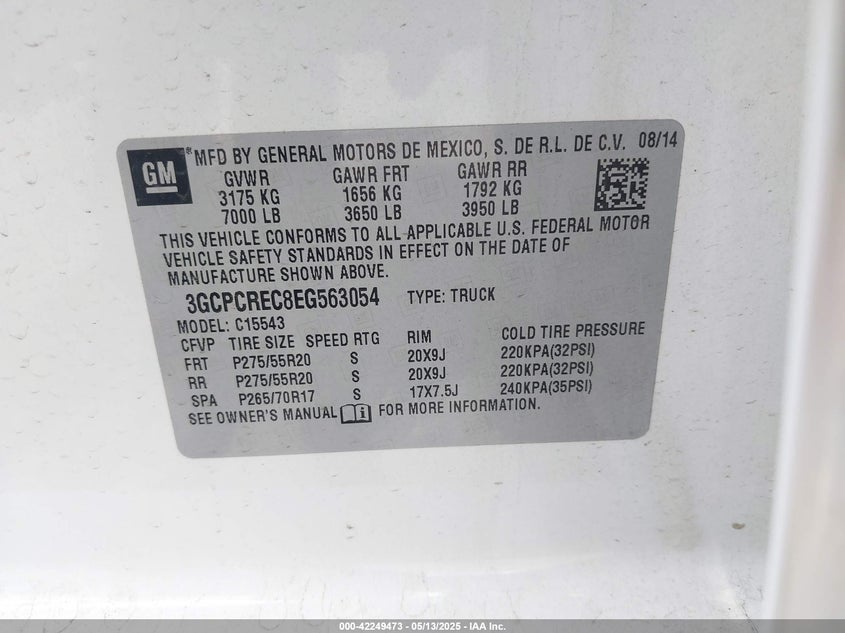 GM ® MFD BY GENERAL MOTORS DE MEXICO, S. DE R.L. DE C.V. 08/14
GVWR GAWR FRT GAWR RR
3175 KG 1656 KG 1792 KG
7000 LB 3650 LB 3950 LB
THIS VEHICLE CONFORMS TO ALL APPLICABLE U.S. FEDERAL MOTOR
VEHICLE SAFETY STANDARDS IN EFFECT ON THE DATE OF
MANUFACTURE SHOWN ABOVE.
3GCPCREC8EG563054 TYPE: TRUCK
MODEL: C15543
CFVP TIRE SIZE SPEED RTG RIM COLD TIRE PRESSURE
FRT P275/55R20 S 20X9J 220KPA(32PSI)
RR P275/55R20 S 20X9J 220KPA(32PSI)
SPA P265/70R17 S 17X7.5J 240KPA(35PSI)
SEE OWNER'S MANUAL FOR MORE INFORMATION.
000-42249473 — 05/13/2025 - IAA Inc.